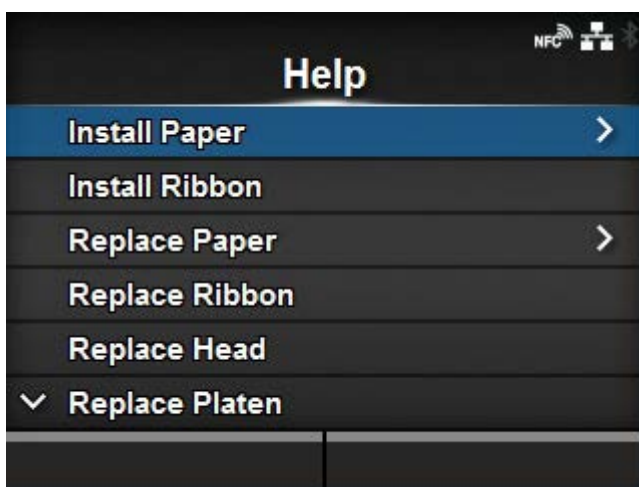 NFC
Help
Install Paper
Install Ribbon
Replace Paper
Replace Ribbon
Replace Head
Replace Platen